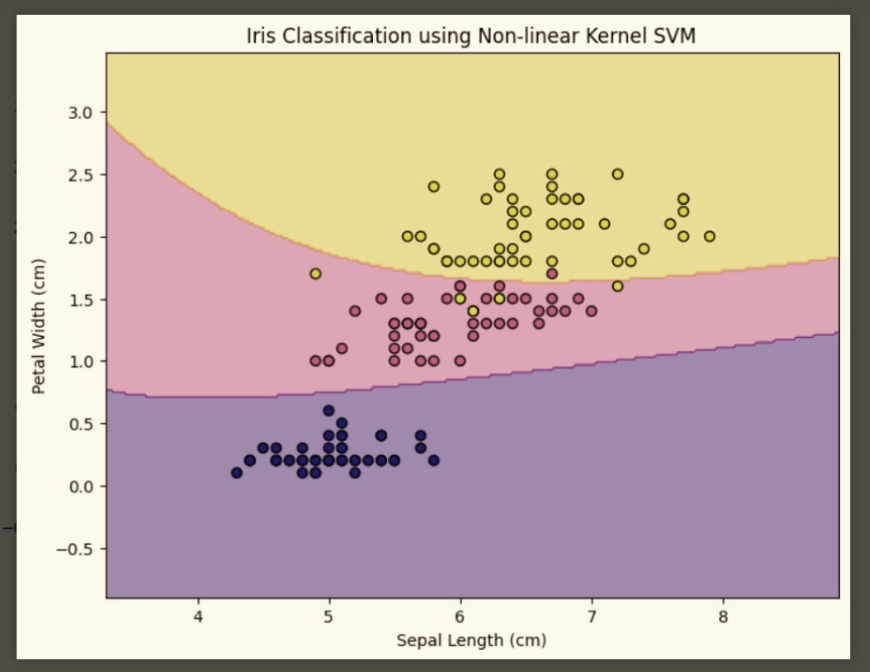 Iris Classification using Non-linear Kernel SVM
3.0
2.5
2.0
1.5
1.0
0.5
0.0
−0.5
Petal Width (cm)
4 5 6 7 8
Sepal Length (cm)